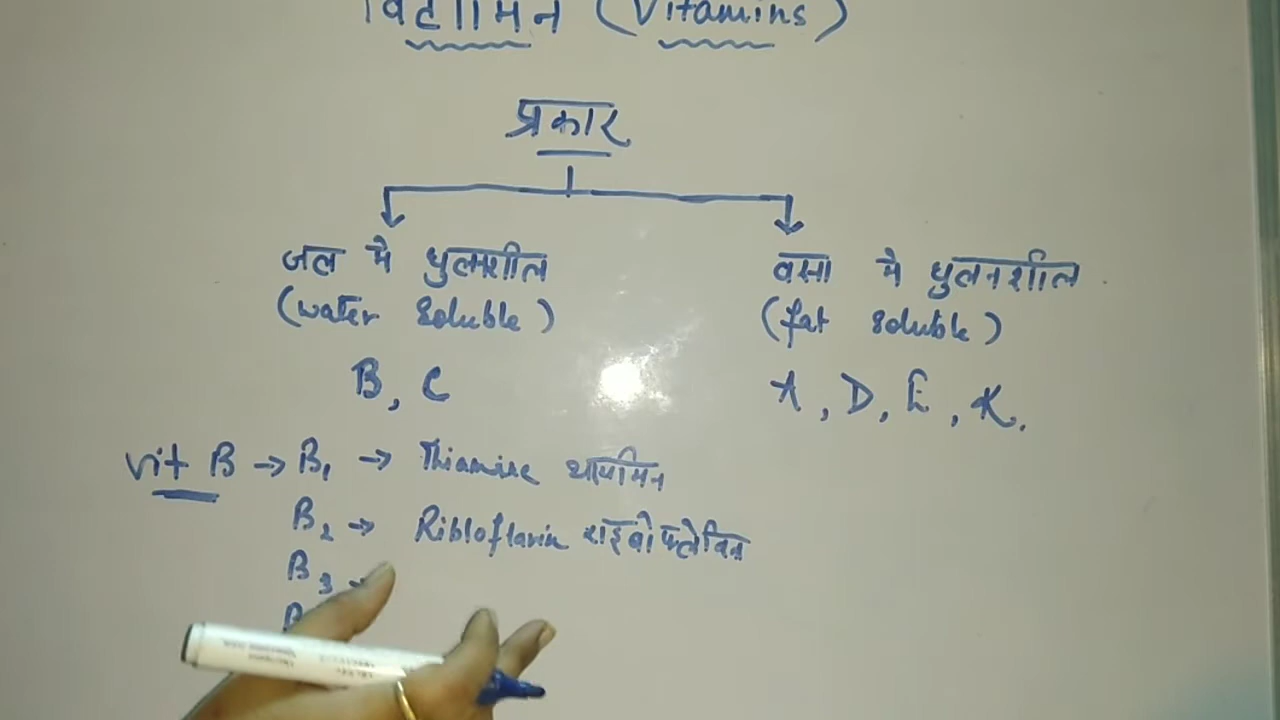 विटामिन (Vitamins)
प्रकार
जल मे घुलनशील
(water soluble)
B, C
वसा मे घुलनशील
(fat soluble)
A, D, E, K.
vit B → B1 → Thiamine थायमिन
B2 → Ribloflavin राइबोफ्लेविन
B3 →